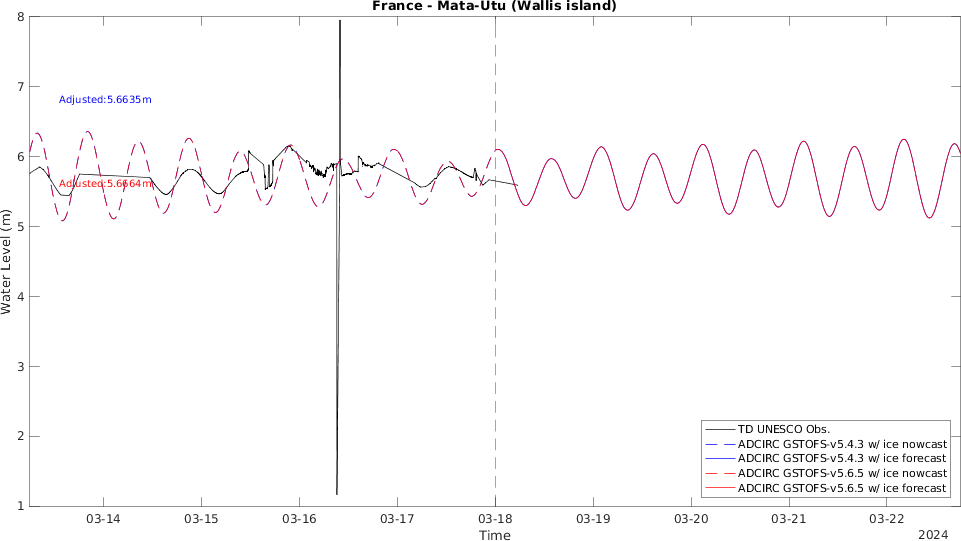 France - Mata-Utu (Wallis island)
8
7
6
5
4
3
2
1
Water Level (m)
Adjusted:5.6635m
Adjusted:5.6664m
TD UNESCO Obs.
ADCIRC GSTOFS-v5.4.3 w/ ice nowcast
ADCIRC GSTOFS-v5.4.3 w/ ice forecast
ADCIRC GSTOFS-v5.6.5 w/ ice nowcast
ADCIRC GSTOFS-v5.6.5 w/ ice forecast
03-14 03-15 03-16 03-17 03-18 03-19 03-20 03-21 03-22
Time
2024